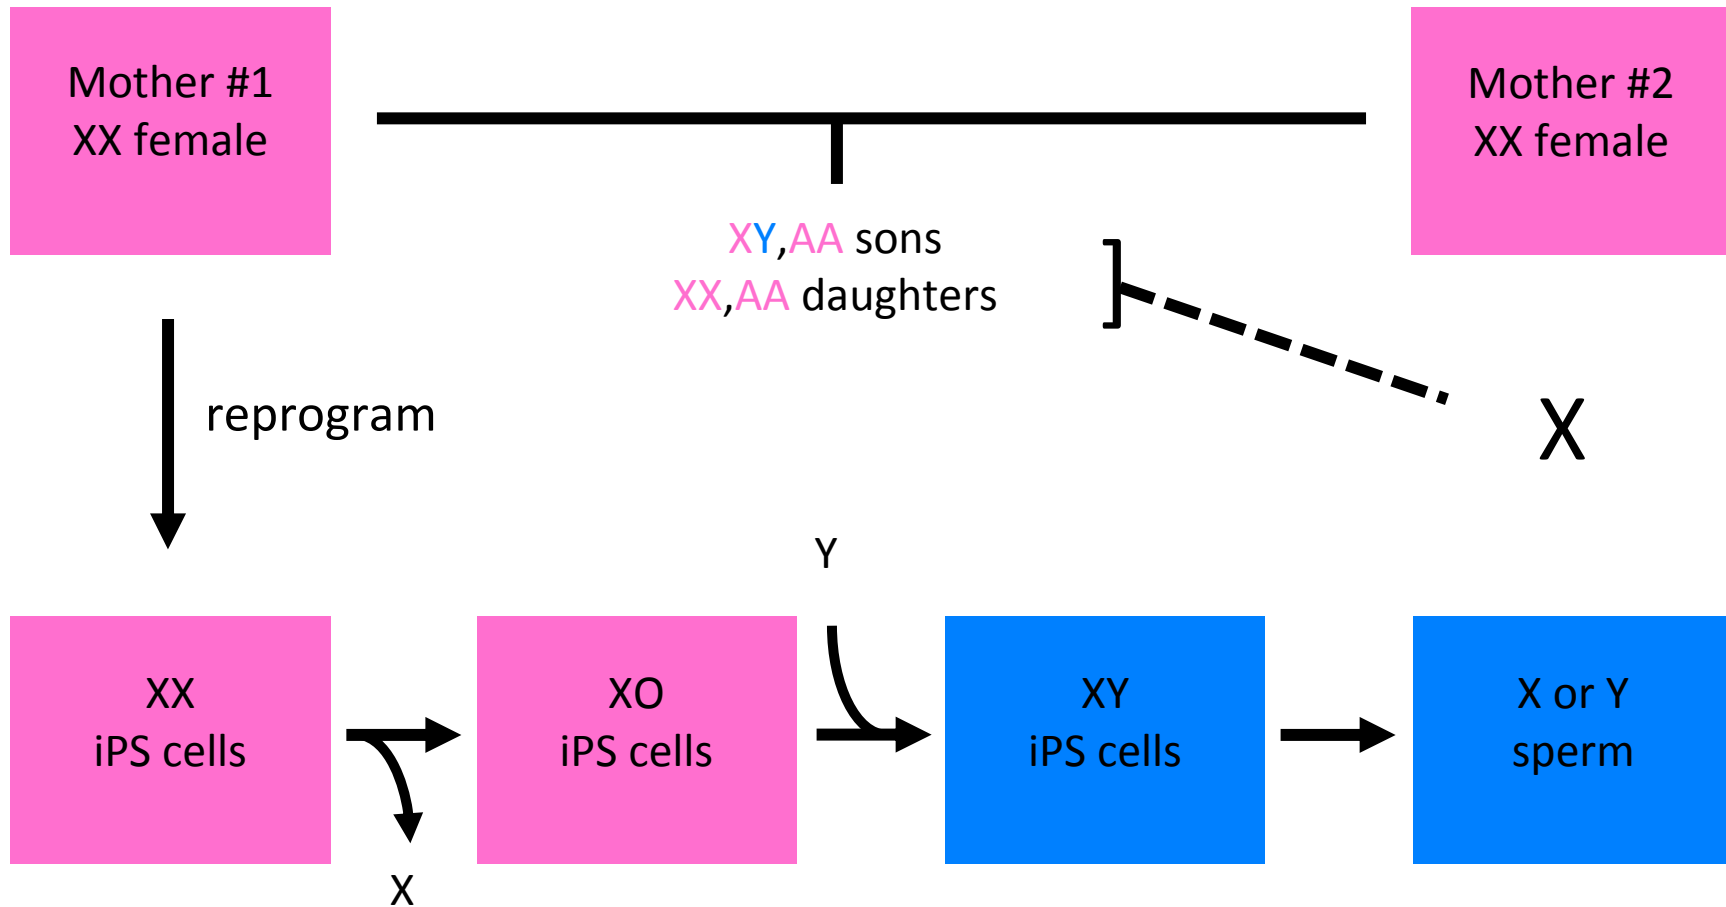 Mother #1
XX female
Mother #2
XX female
XY,AA sons
XX,AA daughters
reprogram
X
Y
XX
iPS cells
XO
iPS cells
XY
iPS cells
X or Y
sperm
X